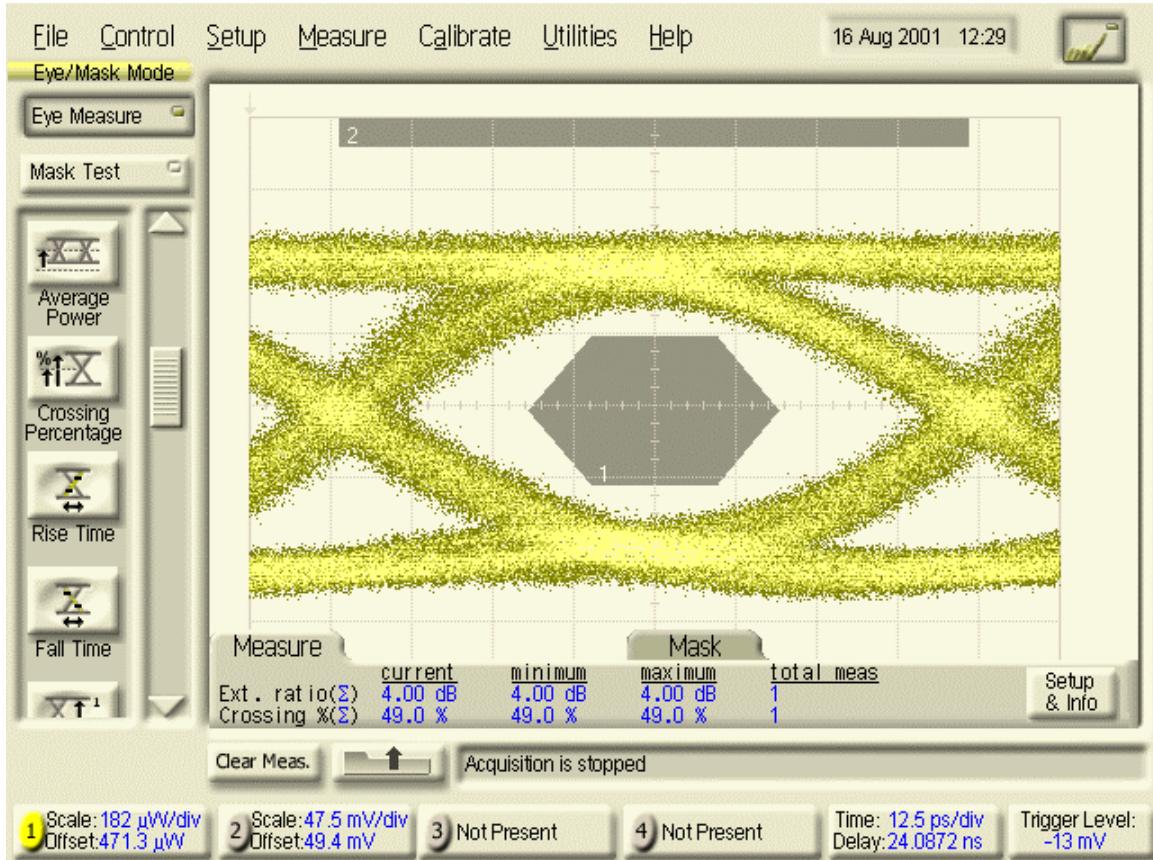 File Control Setup Measure Calibrate Utilities Help 16 Aug 2001 12:29
Eye/Mask Mode
Eye Measure
Mask Test
2
Average
Power
%
Crossing
Percentage
1
Rise Time
Fall Time
1
Measure Mask
current minimum maximum total meas
Ext. ratio(Σ) 4.00 dB 4.00 dB 4.00 dB 1
Crossing %(Σ) 49.0 % 49.0 % 49.0 % 1
Setup
& Info
Clear Meas. Acquisition is stopped
1 Scale:182 µW/div
Offset:471.3 µW
2 Scale:47.5 mV/div
Offset:49.4 mV
3 Not Present
4 Not Present
Time: 12.5 ps/div
Delay:24.0872 ns
Trigger Level:
-13 mV